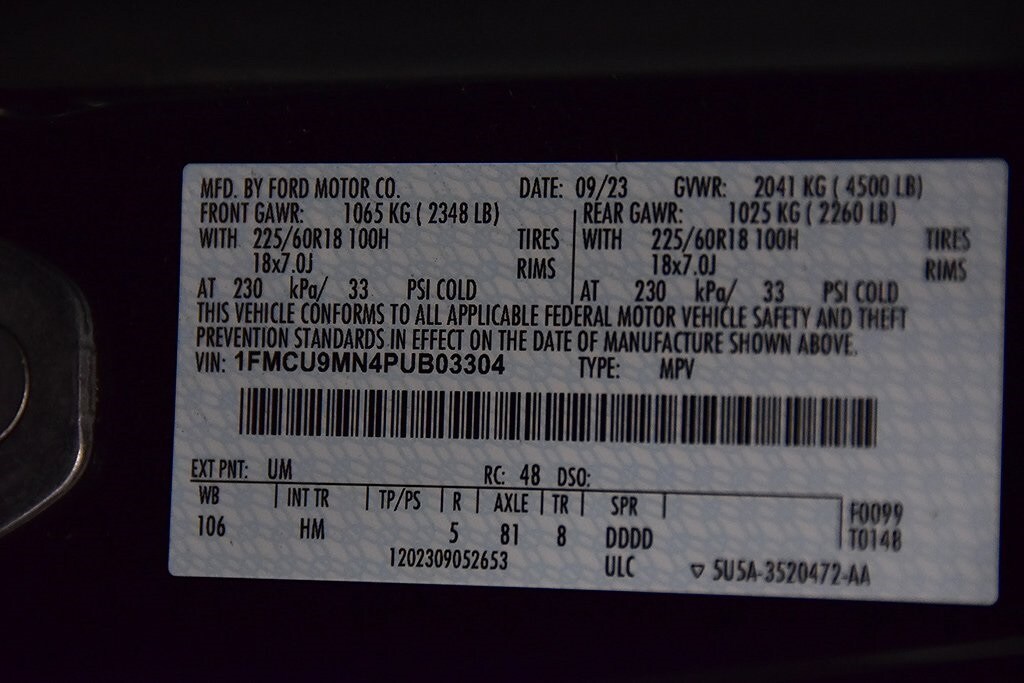 MFD. BY FORD MOTOR CO. DATE: 09/23 GVWR: 2041 KG ( 4500 LB)
FRONT GAWR: 1065 KG ( 2348 LB) REAR GAWR: 1025 KG ( 2260 LB)
WITH 225/60R18 100H TIRES WITH 225/60R18 100H TIRES
18x7.0J RIMS 18x7.0J RIMS
AT 230 kPa/ 33 PSI COLD AT 230 kPa/ 33 PSI COLD
THIS VEHICLE CONFORMS TO ALL APPLICABLE FEDERAL MOTOR VEHICLE SAFETY AND THEFT
PREVENTION STANDARDS IN EFFECT ON THE DATE OF MANUFACTURE SHOWN ABOVE.
VIN: 1FMCU9MN4PUB03304 TYPE: MPV
EXT PNT: UM RC: 48 DSO:
WB INT TR TP/PS R AXLE TR SPR F0099
106 HM 5 81 8 DDDD T0148
1202309052653 ULC ▽ 5U5A-3520472-AA